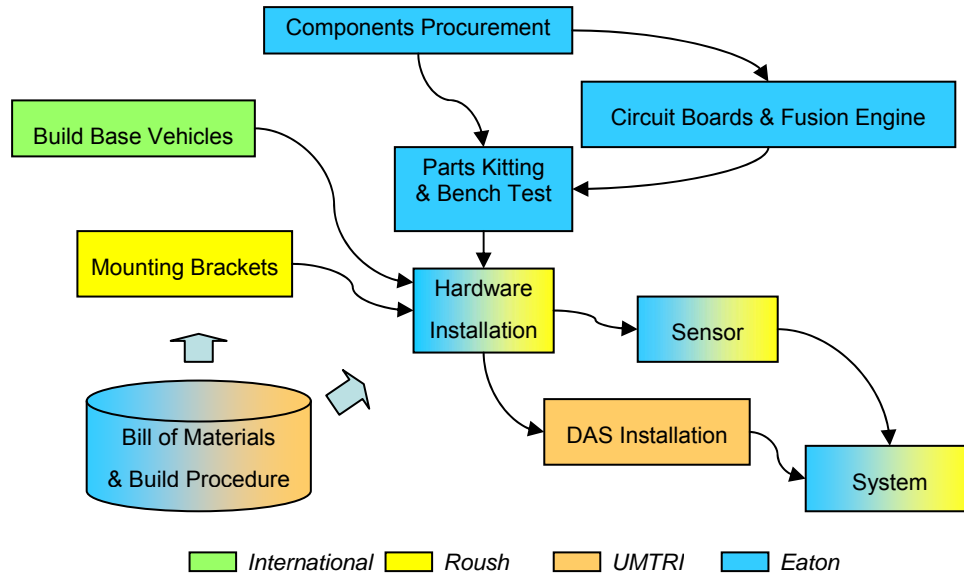 Components Procurement
Circuit Boards & Fusion Engine
Build Base Vehicles
Parts Kitting
& Bench Test
Mounting Brackets
Hardware
Installation
Sensor
Bill of Materials
& Build Procedure
DAS Installation
System
International
Roush
UMTRI
Eaton